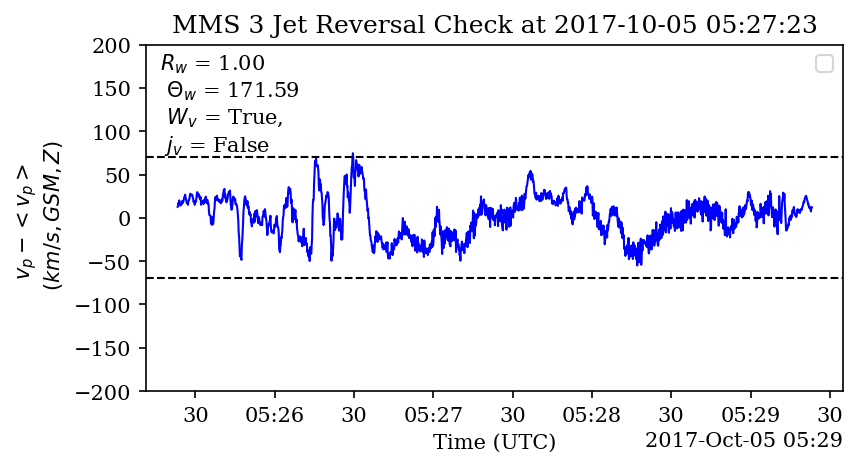 MMS 3 Jet Reversal Check at 2017-10-05 05:27:23
R_w = 1.00
Θ_w = 171.59
W_v = True,
j_v = False
v_p − < v_p >
(km/s, GSM, Z)
200
150
100
50
0
−50
−100
−150
−200
30 05:26 30 05:27 30 05:28 30 05:29 30
Time (UTC)
2017-Oct-05 05:29